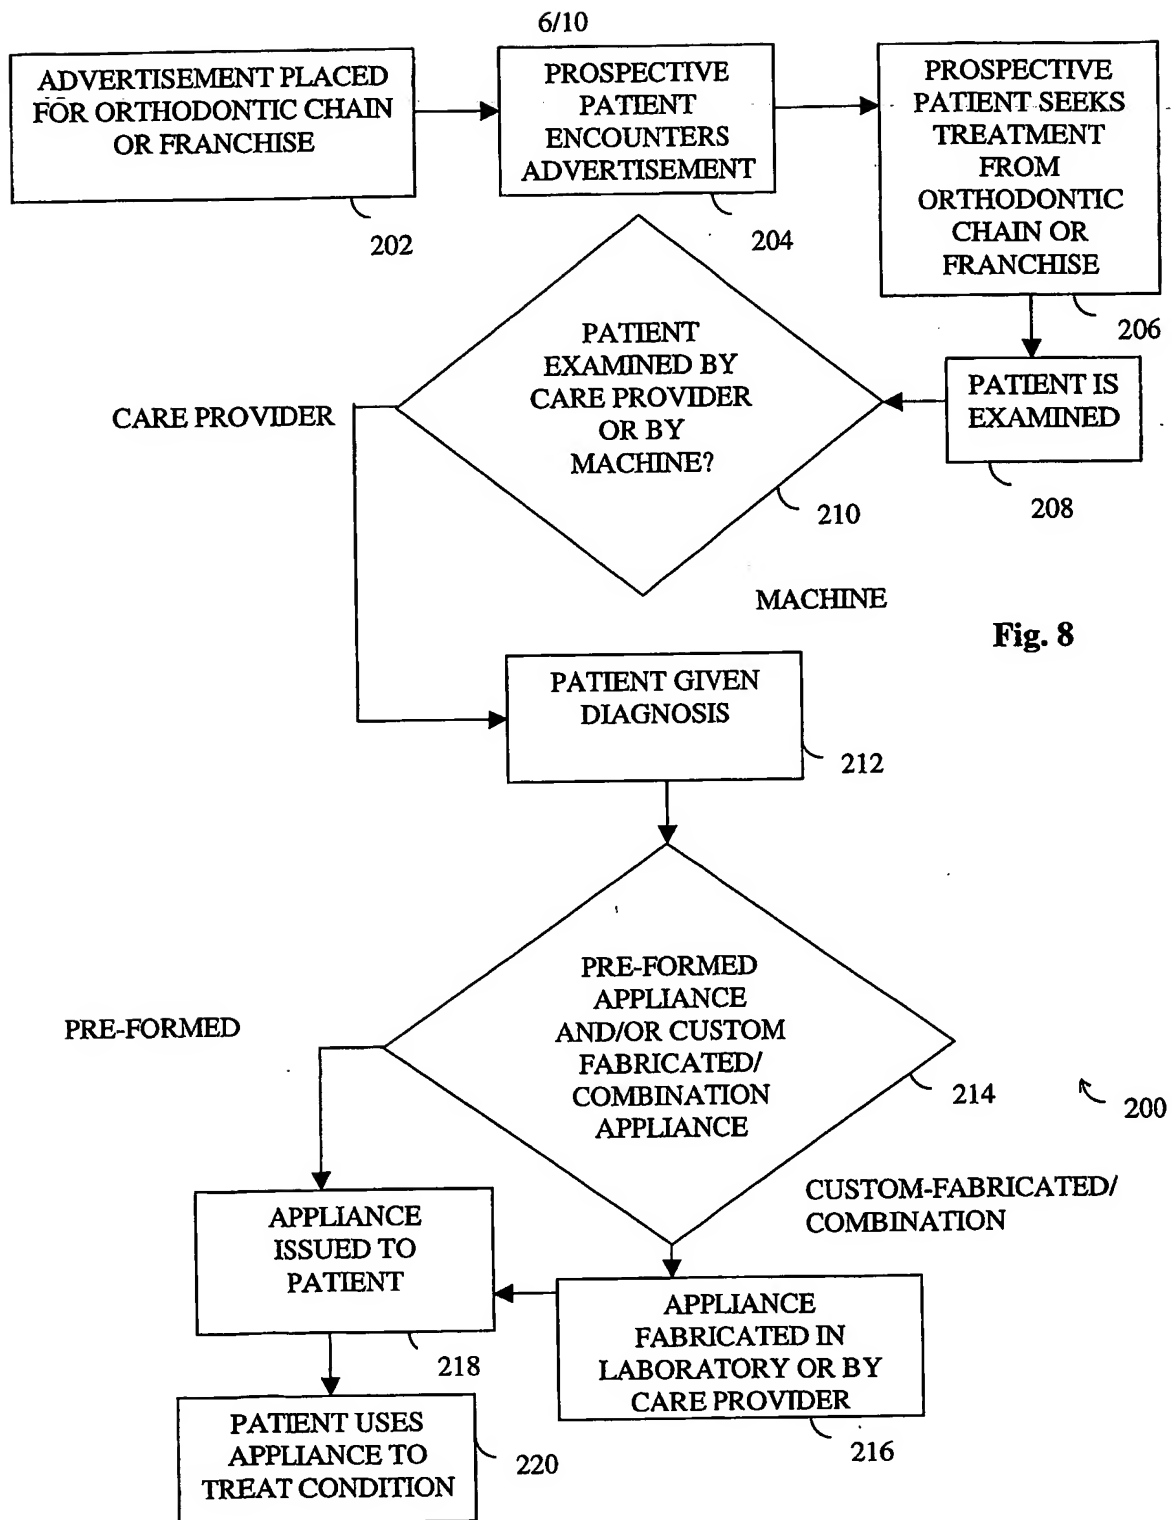 6/10
ADVERTISEMENT PLACED
FOR ORTHODONTIC CHAIN
OR FRANCHISE
202
PROSPECTIVE
PATIENT
ENCOUNTERS
ADVERTISEMENT
204
PROSPECTIVE
PATIENT SEEKS
TREATMENT
FROM
ORTHODONTIC
CHAIN OR
FRANCHISE
206
PATIENT IS
EXAMINED
208
PATIENT
EXAMINED BY
CARE PROVIDER
OR BY
MACHINE?
210
CARE PROVIDER
MACHINE
Fig. 8
PATIENT GIVEN
DIAGNOSIS
212
PRE-FORMED
APPLIANCE
AND/OR CUSTOM
FABRICATED/
COMBINATION
APPLIANCE
214
200
PRE-FORMED
CUSTOM-FABRICATED/
COMBINATION
APPLIANCE
ISSUED TO
PATIENT
218
APPLIANCE
FABRICATED IN
LABORATORY OR BY
CARE PROVIDER
216
PATIENT USES
APPLIANCE TO
TREAT CONDITION
220